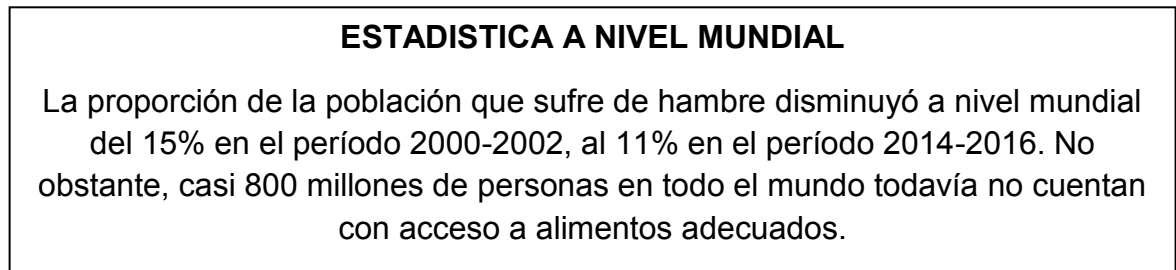 ESTADISTICA A NIVEL MUNDIAL
La proporción de la población que sufre de hambre disminuyó a nivel mundial
del 15% en el período 2000-2002, al 11% en el período 2014-2016. No
obstante, casi 800 millones de personas en todo el mundo todavía no cuentan
con acceso a alimentos adecuados.